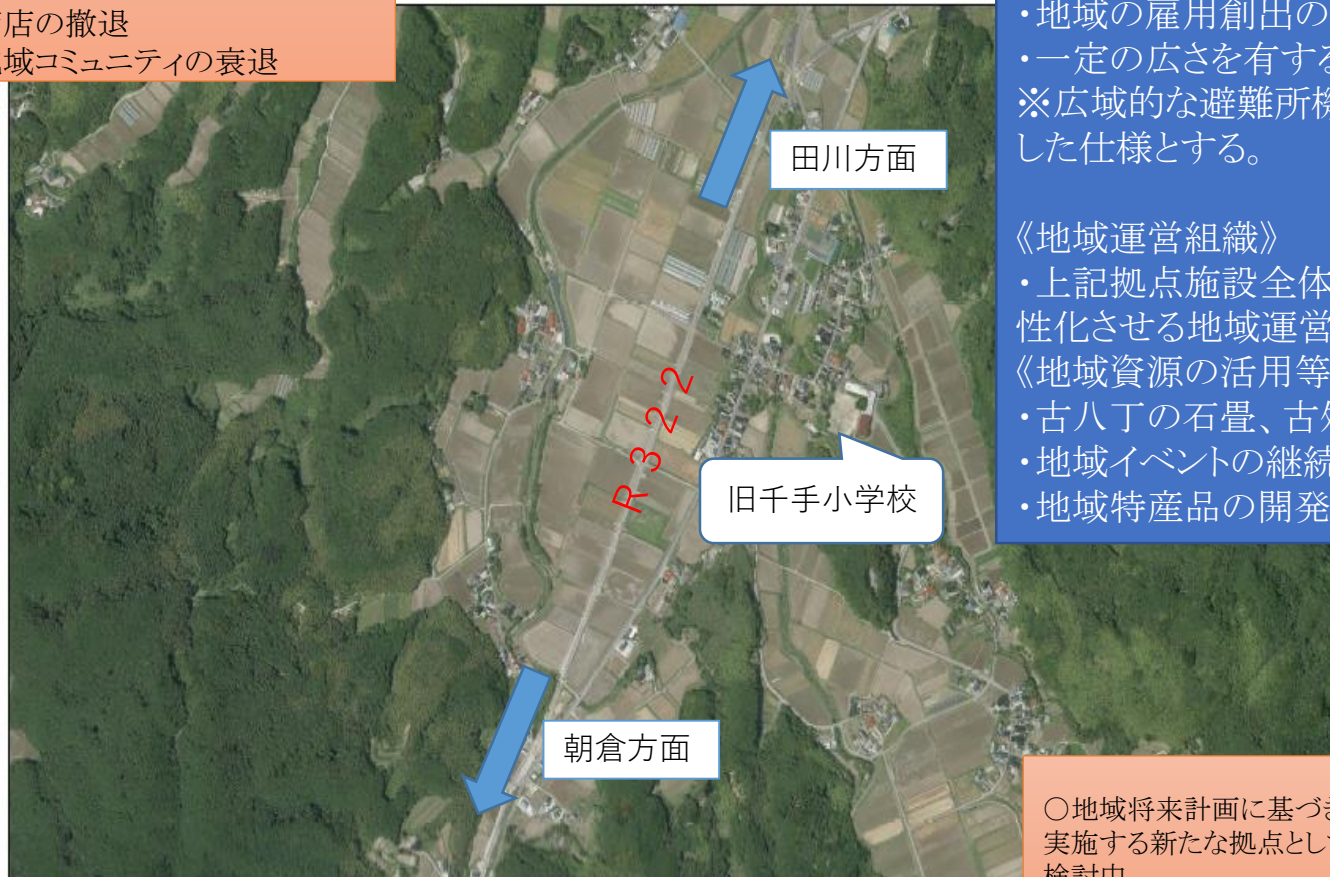 店の撤退
域コミュニティの衰退
・地域の雇用創出の
・一定の広さを有する
※広域的な避難所機
した仕様とする。
《地域運営組織》
・上記拠点施設全体
性化させる地域運営
《地域資源の活用等
・古八丁の石畳、古処
・地域イベントの継続
・地域特産品の開発
田川方面
R322
旧千手小学校
朝倉方面
○地域将来計画に基づき
実施する新たな拠点として
検討中